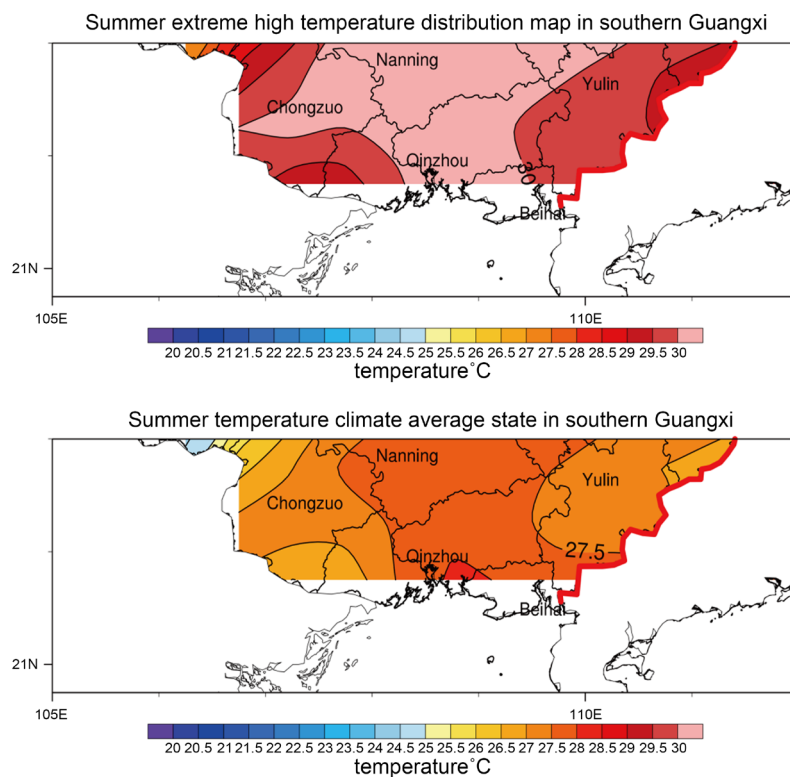 Summer extreme high temperature distribution map in southern Guangxi
Nanning
Yulin
Chongzuo
Qinzhou
30
Beihai
21N
105E 110E
20 20.5 21 21.5 22 22.5 23 23.5 24 24.5 25 25.5 26 26.5 27 27.5 28 28.5 29 29.5 30
temperature°C
Summer temperature climate average state in southern Guangxi
Nanning
Yulin
Chongzuo
27.5
Qinzhou
Beihai
21N
105E 110E
20 20.5 21 21.5 22 22.5 23 23.5 24 24.5 25 25.5 26 26.5 27 27.5 28 28.5 29 29.5 30
temperature°C